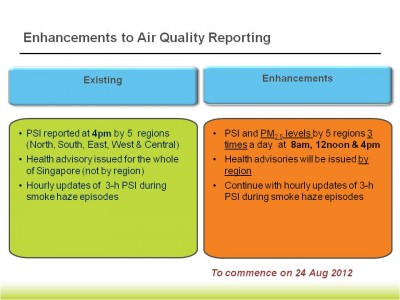 Enhancements to Air Quality Reporting
Existing
• PSI reported at 4pm by 5 regions
(North, South, East, West & Central)
• Health advisory issued for the whole
of Singapore (not by region)
• Hourly updates of 3-h PSI during
smoke haze episodes
Enhancements
• PSI and PM2.5 levels by 5 regions 3
times a day at 8am, 12noon & 4pm
• Health advisories will be issued by
region
• Continue with hourly updates of 3-h
PSI during smoke haze episodes
To commence on 24 Aug 2012